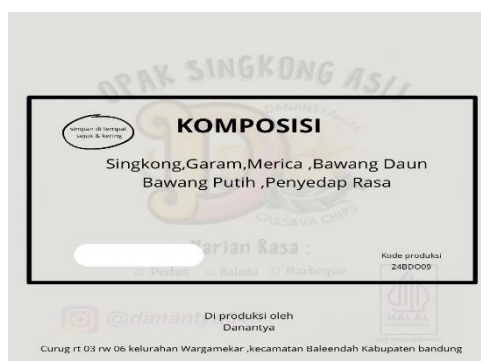 OPAK SINGKONG ASLI
DANANTYA
simpan di tempat
sejuk & kering
KOMPOSISI
Singkong,Garam,Merica ,Bawang Daun
Bawang Putih ,Penyedap Rasa
CASSAVA CHIPS
Varian Rasa :
Pedas Balado Barbeque
Kode produksi
24BDO09
HALAL
Di produksi oleh
Danantya
Curug rt 03 rw 06 kelurahan Wargamekar ,kecamatan Baleendah Kabupaten bandung